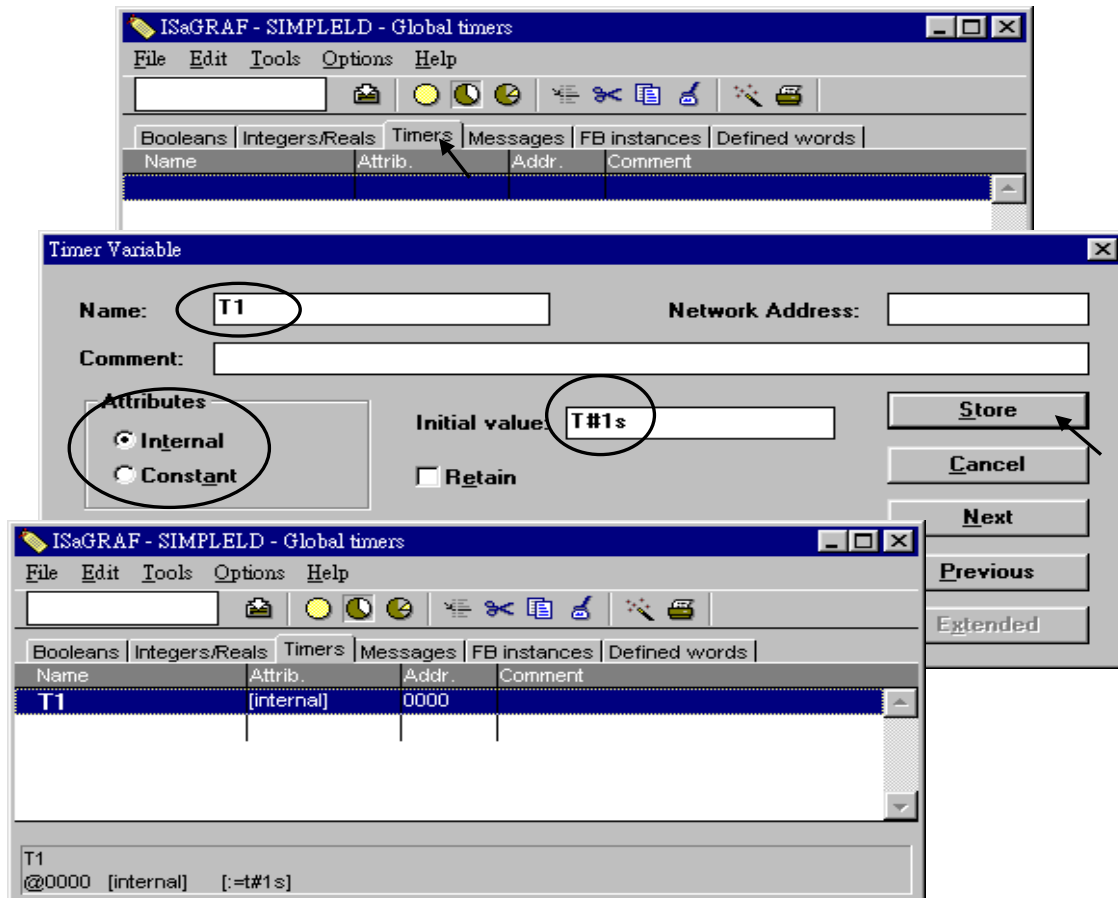 ISaGRAF - SIMPLELD - Global timers
File Edit Tools Options Help
Booleans Integers/Reals Timers Messages FB instances Defined words
Name Attrib. Addr. Comment
Timer Variable
Name: T1 Network Address:
Comment:
Attributes
Internal
Constant
Initial value: T#1s
Retain
Store
Cancel
Next
Previous
Extended
ISaGRAF - SIMPLELD - Global timers
File Edit Tools Options Help
Booleans Integers/Reals Timers Messages FB instances Defined words
Name Attrib. Addr. Comment
T1 [internal] 0000
T1
@0000 [internal] [:=t#1s]